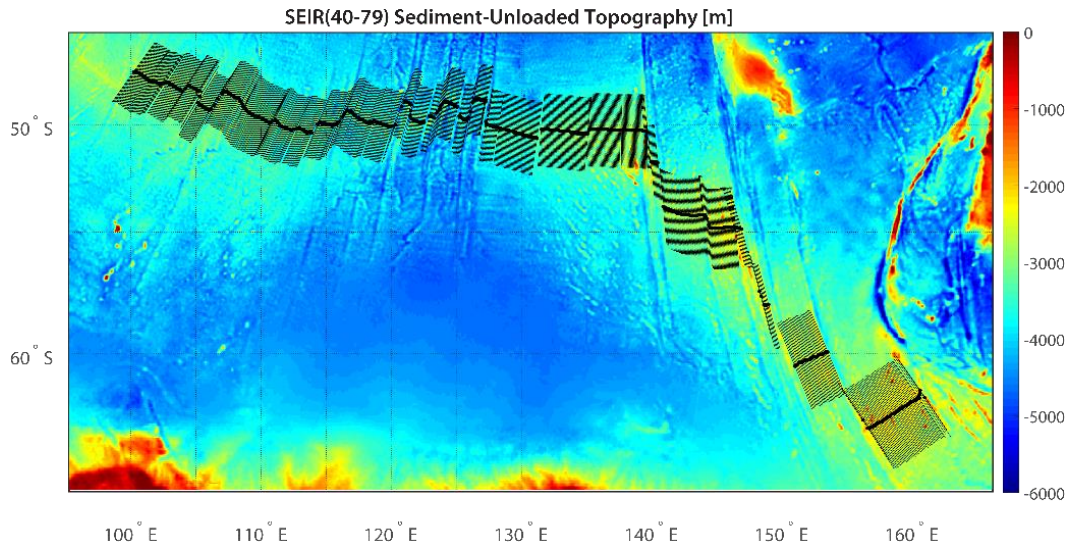 SEIR(40-79) Sediment-Unloaded Topography [m]
0
-1000
50° S
-2000
-3000
-4000
60° S
-5000
-6000
100° E 110° E 120° E 130° E 140° E 150° E 160° E